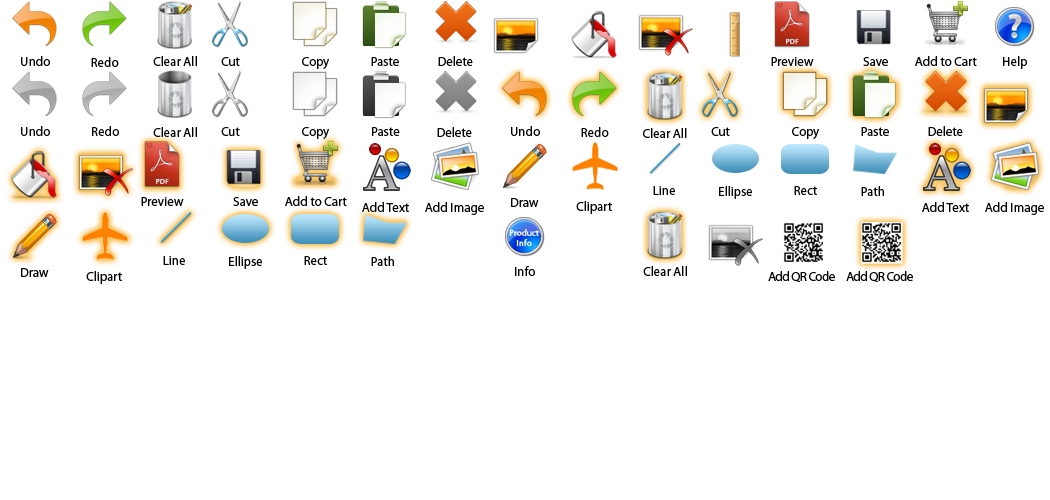 Undo Redo Clear All Cut Copy Paste Delete PDF Preview Save Add to Cart ? Help
Undo Redo Clear All Cut Copy Paste Delete Undo Redo Clear All Cut Copy Paste Delete
PDF Preview Save Add to Cart A Add Text Add Image Draw Clipart Line Ellipse Rect Path A Add Text Add Image
Draw Clipart Line Ellipse Rect Path Product Info Info Clear All Add QR Code Add QR Code